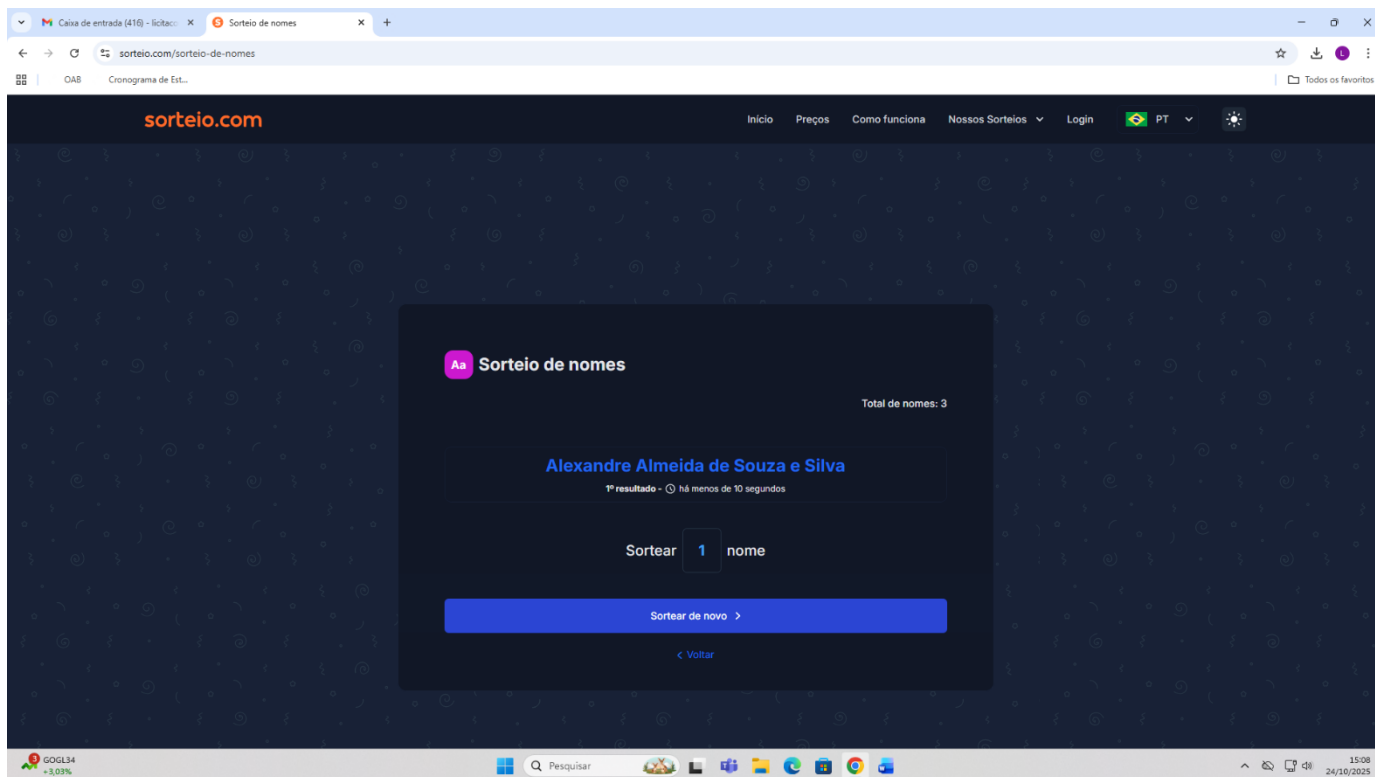 Caixa de entrada (416) - licitaco
Sorteio de nomes
sorteio.com/sorteio-de-nomes
L
OAB
Cronograma de Est...
Todos os favoritos
sorteio.com
Início
Preços
Como funciona
Nossos Sorteios
Login
PT
Aa Sorteio de nomes
Total de nomes: 3
Alexandre Almeida de Souza e Silva
1º resultado - há menos de 10 segundos
Sortear 1 nome
Sortear de novo
Voltar
3
GOGL34
+3,03%
Pesquisar
15:08
24/10/2025